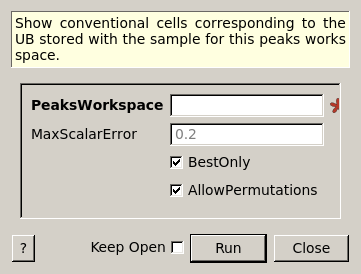 Show conventional cells corresponding to the
UB stored with the sample for this peaks works
space.
PeaksWorkspace
MaxScalarError 0.2
BestOnly
AllowPermutations
? Keep Open Run Close